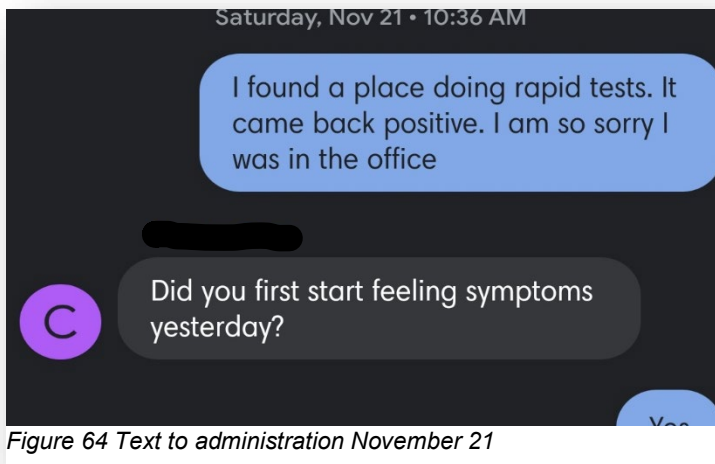 Saturday, Nov 21 • 10:36 AM
I found a place doing rapid tests. It
came back positive. I am so sorry I
was in the office
Did you first start feeling symptoms
C
yesterday?
Yes
Figure 64 Text to administration November 21